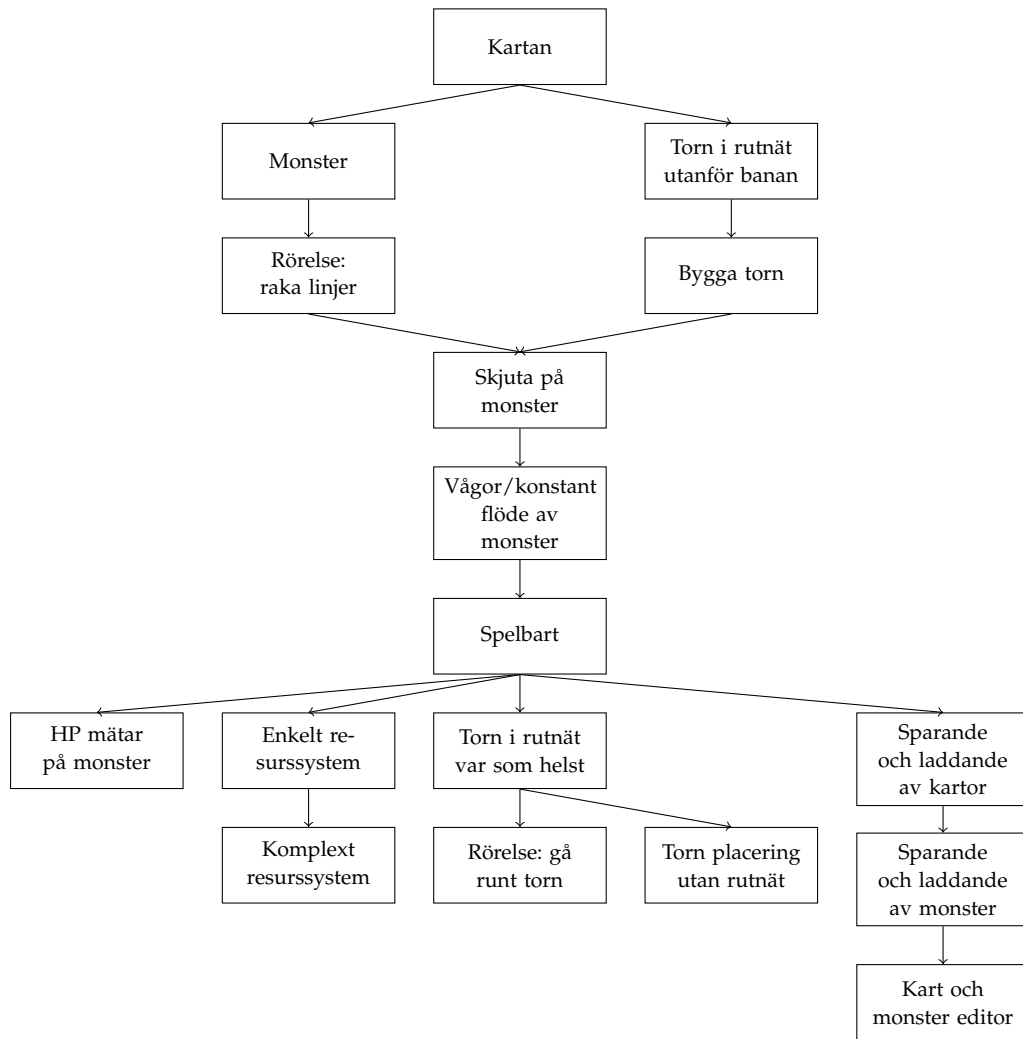 Kartan
Monster
Torn i rutnät
utanför banan
Rörelse:
raka linjer
Bygga torn
Skjuta på
monster
Vågor/konstant
flöde av
monster
Spelbart
HP mätar
på monster
Enkelt re-
surssystem
Torn i rutnät
var som helst
Sparande
och laddande
av kartor
Komplext
resurssystem
Rörelse: gå
runt torn
Torn placering
utan rutnät
Sparande
och laddande
av monster
Kart och
monster editor